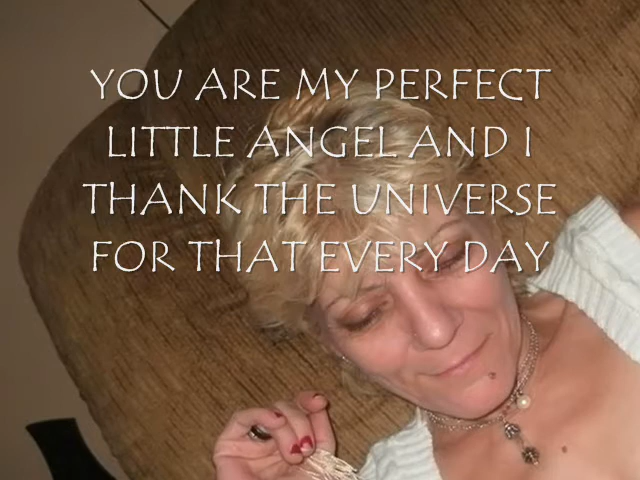 YOU ARE MY PERFECT
LITTLE ANGEL AND I
THANK THE UNIVERSE
FOR THAT EVERY DAY